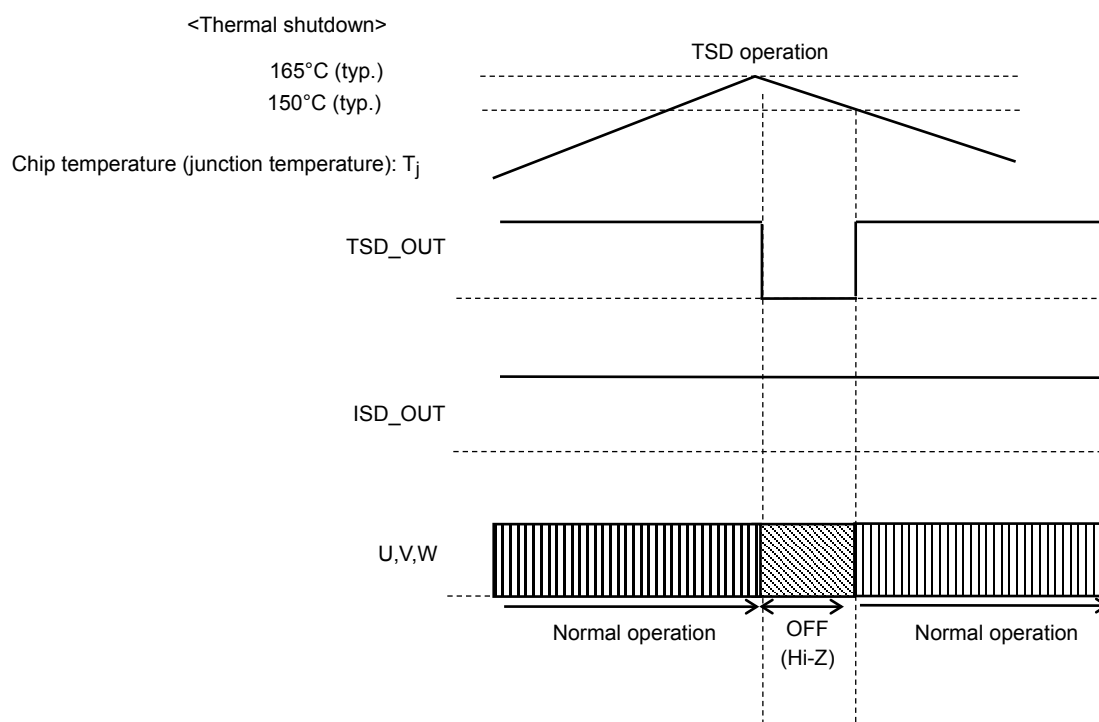 <Thermal shutdown>
TSD operation
165°C (typ.)
150°C (typ.)
Chip temperature (junction temperature): Tj
TSD_OUT
ISD_OUT
U,V,W
Normal operation
OFF
(Hi-Z)
Normal operation